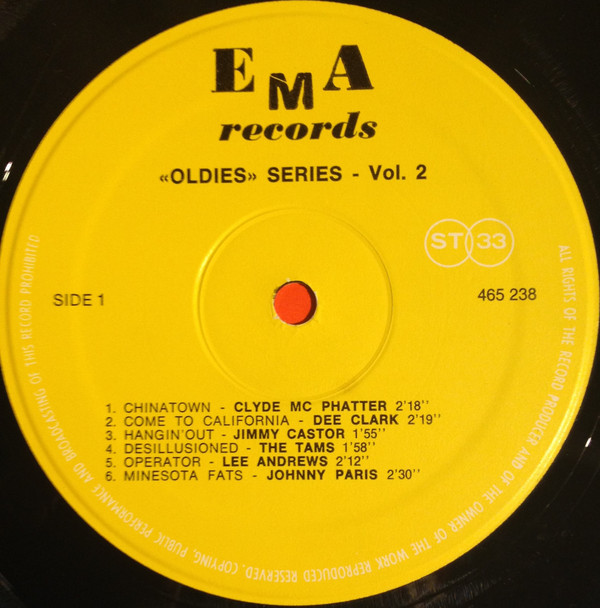 EMA
records
«OLDIES» SERIES - Vol. 2
ST 33
SIDE 1
465 238
1. CHINATOWN - CLYDE MC PHATTER 2'18''
2. COME TO CALIFORNIA - DEE CLARK 2'19''
3. HANGIN'OUT - JIMMY CASTOR 1'55''
4. DESILLUSIONED - THE TAMS 1'58''
5. OPERATOR - LEE ANDREWS 2'12''
6. MINESOTA FATS - JOHNNY PARIS 2'30''
ALL RIGHTS OF THE RECORD PRODUCER AND OF THE OWNER OF THE WORK REPRODUCED RESERVED. COPYING, PUBLIC PERFORMANCE AND BROADCASTING OF THIS RECORD PROHIBITED